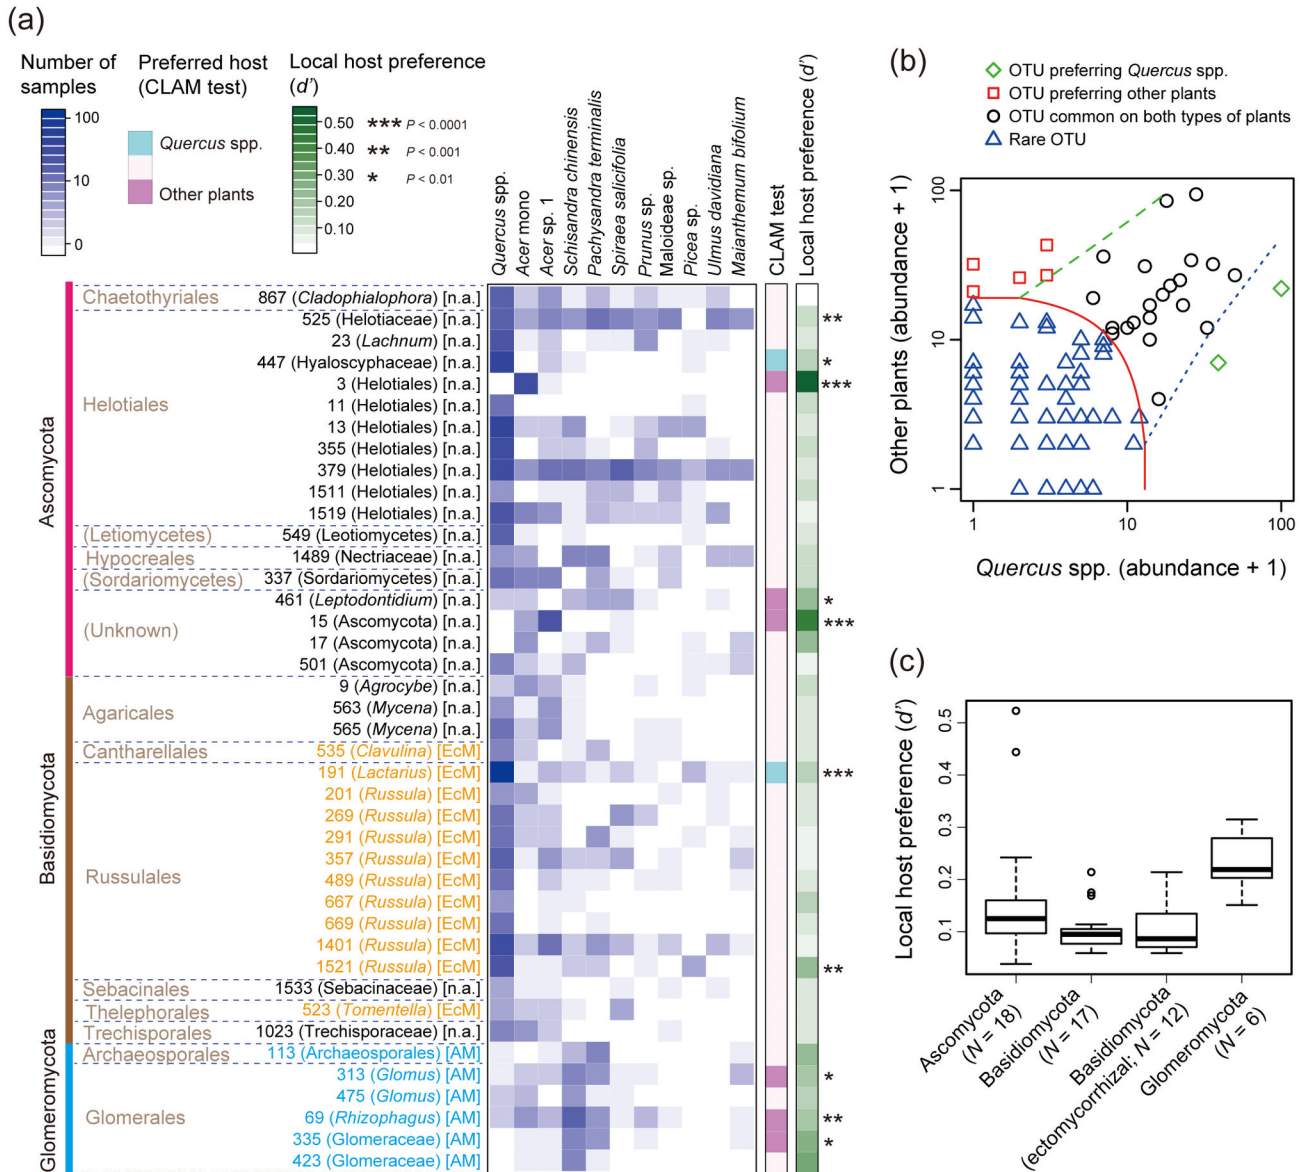 (a)
Number of samples
100
10
0
Preferred host (CLAM test)
Quercus spp.
Other plants
Local host preference (d')
0.50
0.40
0.30
0.20
0.10
*** P < 0.0001
** P < 0.001
* P < 0.01
Quercus spp.
Acer mono
Acer sp. 1
Schisandra chinensis
Pachysandra terminalis
Spiraea salicifolia
Prunus sp.
Maloideae sp.
Picea sp.
Ulmus davidiana
Maianthemum bifolium
CLAM test
Local host preference (d')
Ascomycota
Chaetothyriales
867 (Cladophialophora) [n.a.]
Helotiales
525 (Helotiaceae) [n.a.] **
23 (Lachnum) [n.a.]
447 (Hyaloscyphaceae) [n.a.] *
3 (Helotiales) [n.a.] ***
11 (Helotiales) [n.a.]
13 (Helotiales) [n.a.]
355 (Helotiales) [n.a.]
379 (Helotiales) [n.a.]
1511 (Helotiales) [n.a.]
1519 (Helotiales) [n.a.]
(Letiomycetes) 549 (Leotiomycetes) [n.a.]
Hypocreales 1489 (Nectriaceae) [n.a.]
(Sordariomycetes) 337 (Sordariomycetes) [n.a.]
(Unknown)
461 (Leptodontidium) [n.a.] *
15 (Ascomycota) [n.a.] ***
17 (Ascomycota) [n.a.]
501 (Ascomycota) [n.a.]
Basidiomycota
Agaricales
9 (Agrocybe) [n.a.]
563 (Mycena) [n.a.]
565 (Mycena) [n.a.]
Cantharellales 535 (Clavulina) [EcM]
Russulales
191 (Lactarius) [EcM] ***
201 (Russula) [EcM]
269 (Russula) [EcM]
291 (Russula) [EcM]
357 (Russula) [EcM]
489 (Russula) [EcM]
667 (Russula) [EcM]
669 (Russula) [EcM]
1401 (Russula) [EcM]
1521 (Russula) [EcM] **
Sebacinales 1533 (Sebacinaceae) [n.a.]
Thelephorales 523 (Tomentella) [EcM]
Trechisporales 1023 (Trechisporaceae) [n.a.]
Glomeromycota
Archaeosporales 113 (Archaeosporales) [AM]
Glomerales
313 (Glomus) [AM] *
475 (Glomus) [AM]
69 (Rhizophagus) [AM] **
335 (Glomeraceae) [AM] *
423 (Glomeraceae) [AM]
(b)
OTU preferring Quercus spp.
OTU preferring other plants
OTU common on both types of plants
Rare OTU
Other plants (abundance + 1)
100
10
1
1 10 100
Quercus spp. (abundance + 1)
(c)
Local host preference (d')
0.5
0.4
0.3
0.2
0.1
Ascomycota
(N = 18)
Basidiomycota
(N = 17)
Basidiomycota
(ectomycorrhizal; N = 12)
Glomeromycota
(N = 6)